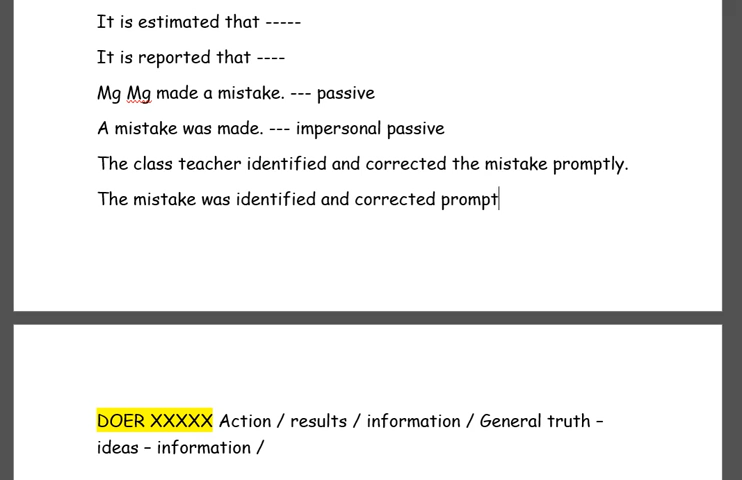 It is estimated that -----
It is reported that ----
Mg Mg made a mistake. --- passive
A mistake was made. --- impersonal passive
The class teacher identified and corrected the mistake promptly.
The mistake was identified and corrected prompt
DOER XXXXX Action / results / information / General truth –
ideas – information /